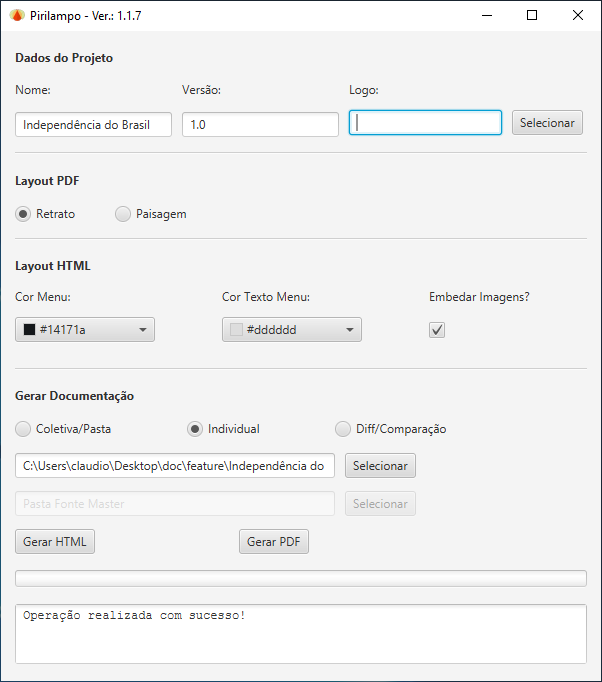 Pirilampo - Ver.: 1.1.7
Dados do Projeto
Nome: Versão: Logo:
Independência do Brasil 1.0 Selecionar
Layout PDF
Retrato Paisagem
Layout HTML
Cor Menu: Cor Texto Menu: Embedar Imagens?
#14171a #dddddd
Gerar Documentação
Coletiva/Pasta Individual Diff/Comparação
C:\Users\claudio\Desktop\doc\feature\Independência do Selecionar
Pasta Fonte Master Selecionar
Gerar HTML Gerar PDF
Operação realizada com sucesso!